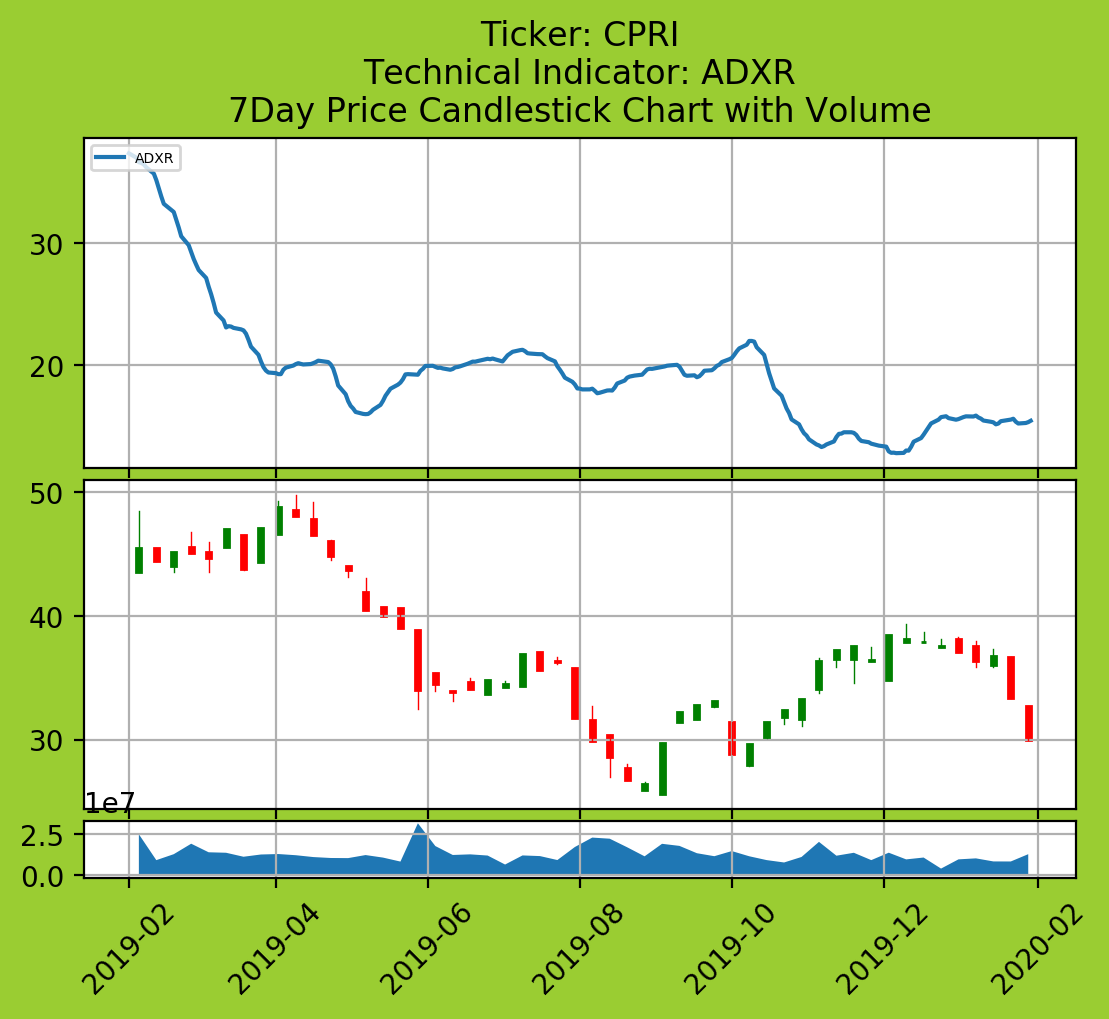 Ticker: CPRI
Technical Indicator: ADXR
7Day Price Candlestick Chart with Volume
ADXR
30
20
50
40
30
1e7
2.5
0.0
2019-02
2019-04
2019-06
2019-08
2019-10
2019-12
2020-02